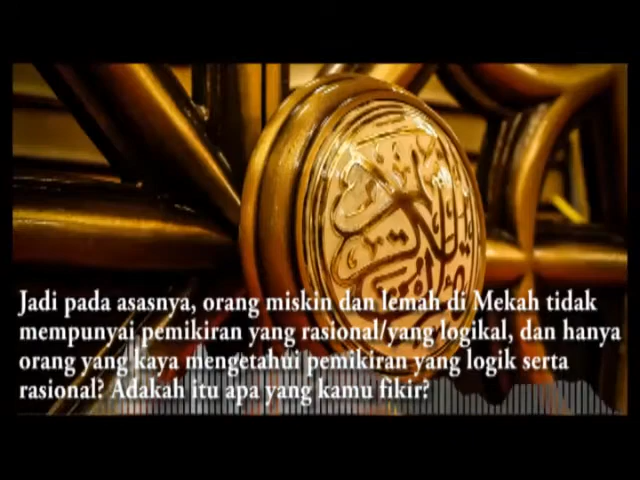 Jadi pada asasnya, orang miskin dan lemah di Mekah tidak
mempunyai pemikiran yang rasional/yang logikal, dan hanya
orang yang kaya mengetahui pemikiran yang logik serta
rasional? Adakah itu apa yang kamu fikir?